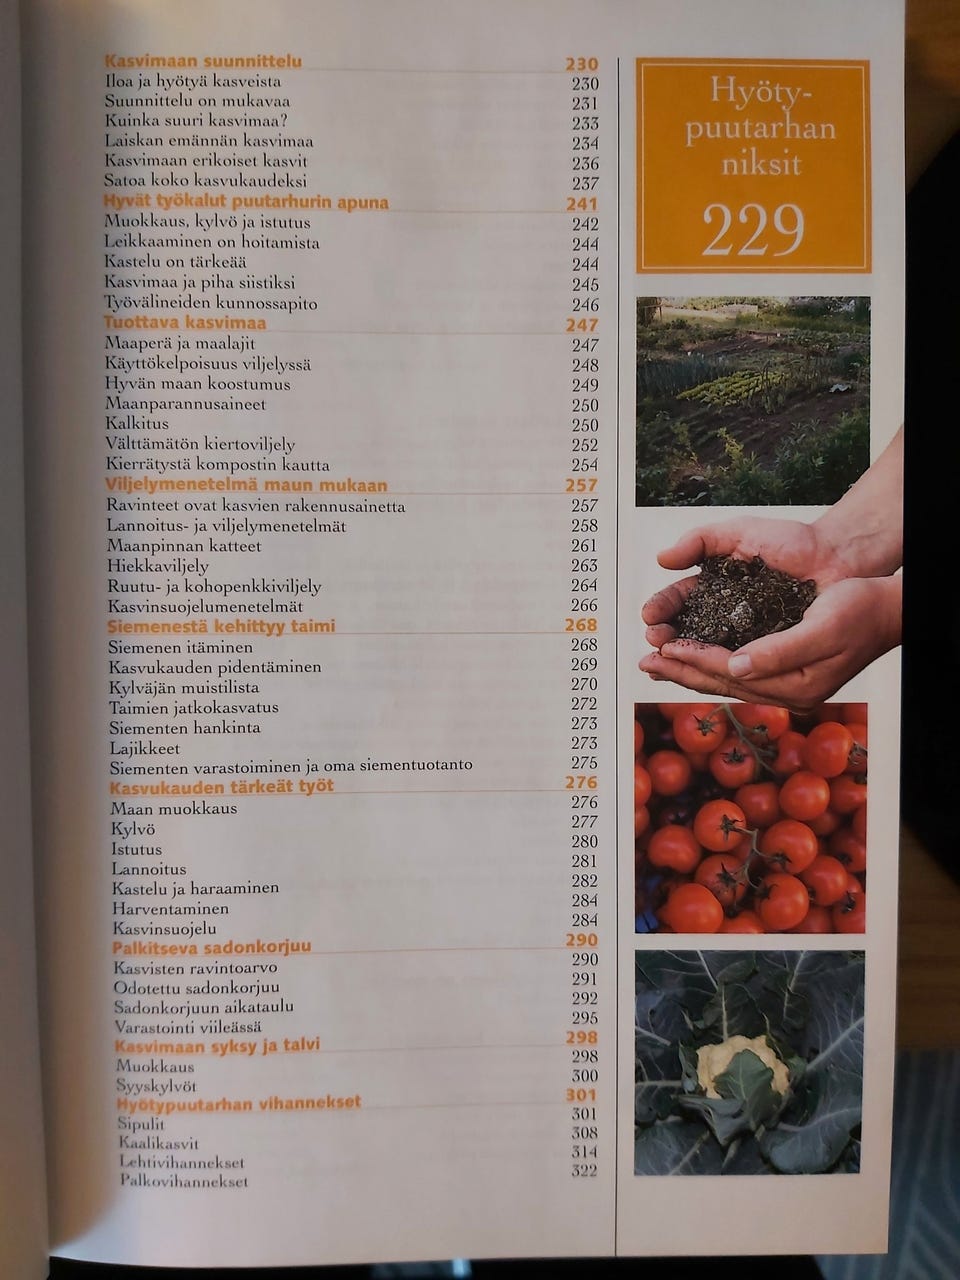 Kasvimaan suunnittelu 230
Iloa ja hyötyä kasveista 230
Suunnittelu on mukavaa 231
Kuinka suuri kasvimaa? 233
Laiskan emännän kasvimaa 234
Kasvimaan erikoiset kasvit 236
Satoa koko kasvukaudeksi 237
Hyvät työkalut puutarhurin apuna 241
Muokkaus, kylvö ja istutus 242
Leikkaaminen on hoitamista 244
Kastelu on tärkeää 244
Kasvimaa ja piha siistiksi 245
Työvälineiden kunnossapito 246
Tuottava kasvimaa 247
Maaperä ja maalajit 247
Käyttökelpoisuus viljelyssä 248
Hyvän maan koostumus 249
Maanparannusaineet 250
Kalkitus 250
Välttämätön kiertoviljely 252
Kierrätystä kompostin kautta 254
Viljelymenetelmä maun mukaan 257
Ravinteet ovat kasvien rakennusainetta 257
Lannoitus- ja viljelymenetelmät 258
Maanpinnan katteet 261
Hiekkaviljely 263
Ruutu- ja kohopenkkiviljely 264
Kasvinsuojelumenetelmät 266
Siemenestä kehittyy taimi 268
Siemenen itäminen 268
Kasvukauden pidentäminen 269
Kylväjän muistilista 270
Taimien jatkokasvatus 272
Siementen hankinta 273
Lajikkeet 273
Siementen varastoiminen ja oma siementuotanto 275
Kasvukauden tärkeät työt 276
Maan muokkaus 276
Kylvö 277
Istutus 280
Lannoitus 281
Kastelu ja haraaminen 282
Harventaminen 284
Kasvinsuojelu 284
Palkitseva sadonkorjuu 290
Kasvisten ravintoarvo 290
Odotettu sadonkorjuu 291
Sadonkorjuun aikataulu 292
Varastointi viileässä 295
Kasvimaan syksy ja talvi 298
Muokkaus 298
Syyskylvöt 300
Hyötypuutarhan vihannekset 301
Sipulit 301
Kaalikasvit 308
Lehtivihannekset 314
Palkovihannekset 322
Hyöty-
puutarhan
niksit
229